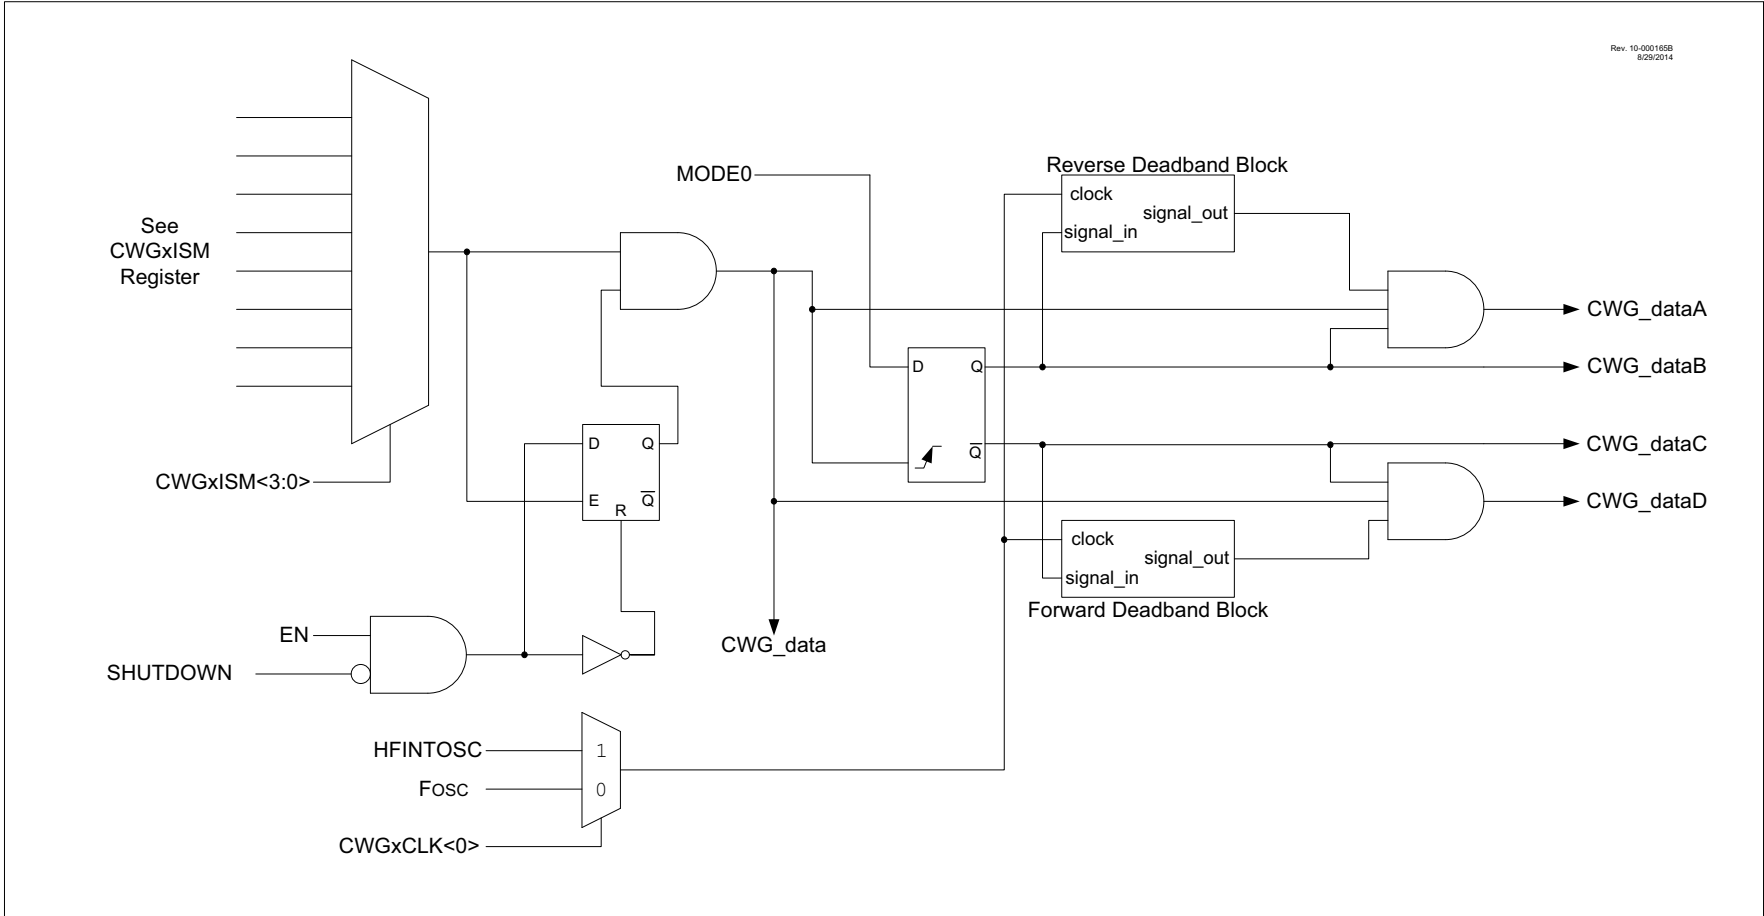 Rev. 10-000165B
8/29/2014
See
CWGxISM
Register
CWGxISM<3:0>
MODE0
Reverse Deadband Block
clock
signal_in
signal_out
D
Q
Q
D
Q
E
Q
R
CWG_dataA
CWG_dataB
CWG_dataC
CWG_dataD
clock
signal_in
signal_out
Forward Deadband Block
CWG_data
EN
SHUTDOWN
HFINTOSC
1
FOSC
0
CWGxCLK<0>